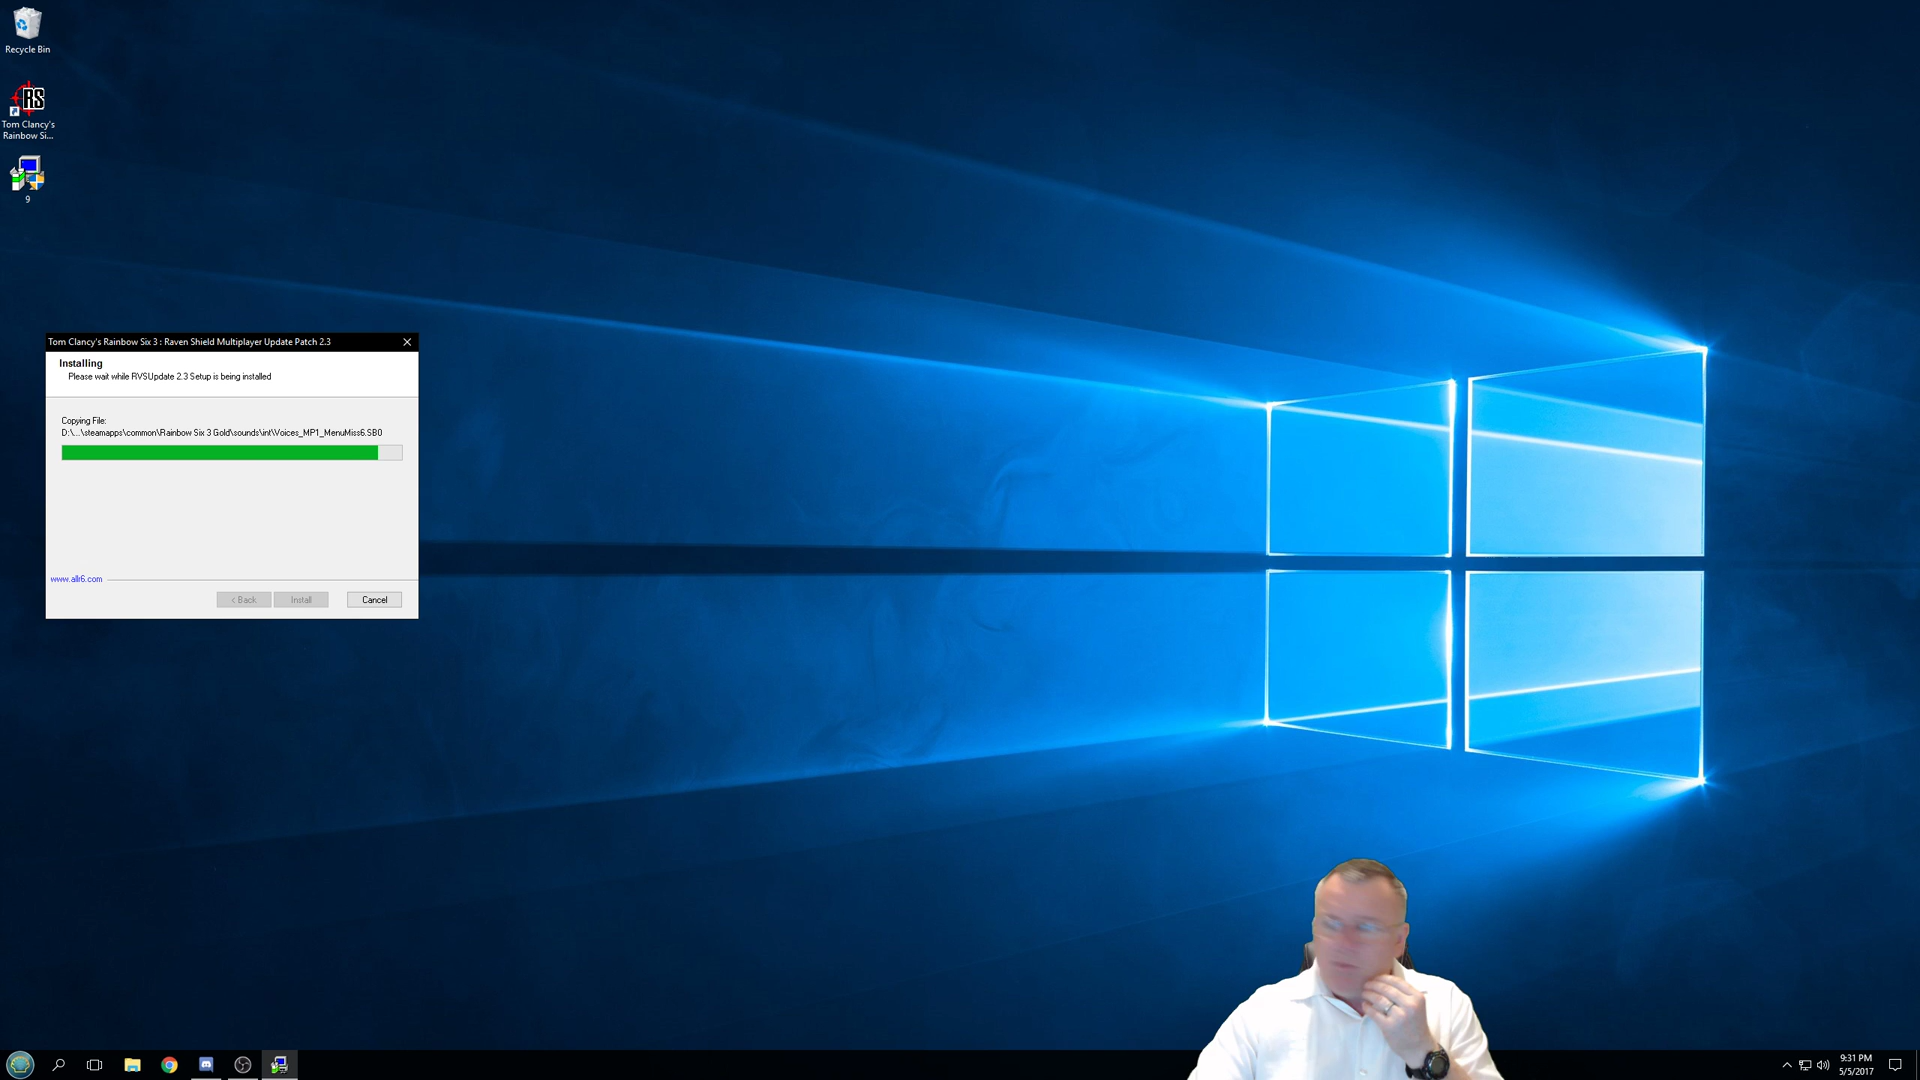 Recycle Bin
RS
Tom Clancy's
Rainbow Si...
9
Tom Clancy's Rainbow Six 3 : Raven Shield Multiplayer Update Patch 2.3
Installing
Please wait while RVSUpdate 2.3 Setup is being installed
Copying File:
D:\...\steamapps\common\Rainbow Six 3 Gold\sounds\int\Voices_MP1_MenuMiss6.SB0
www.allr6.com
< Back
Install
Cancel
9:31 PM
5/5/2017